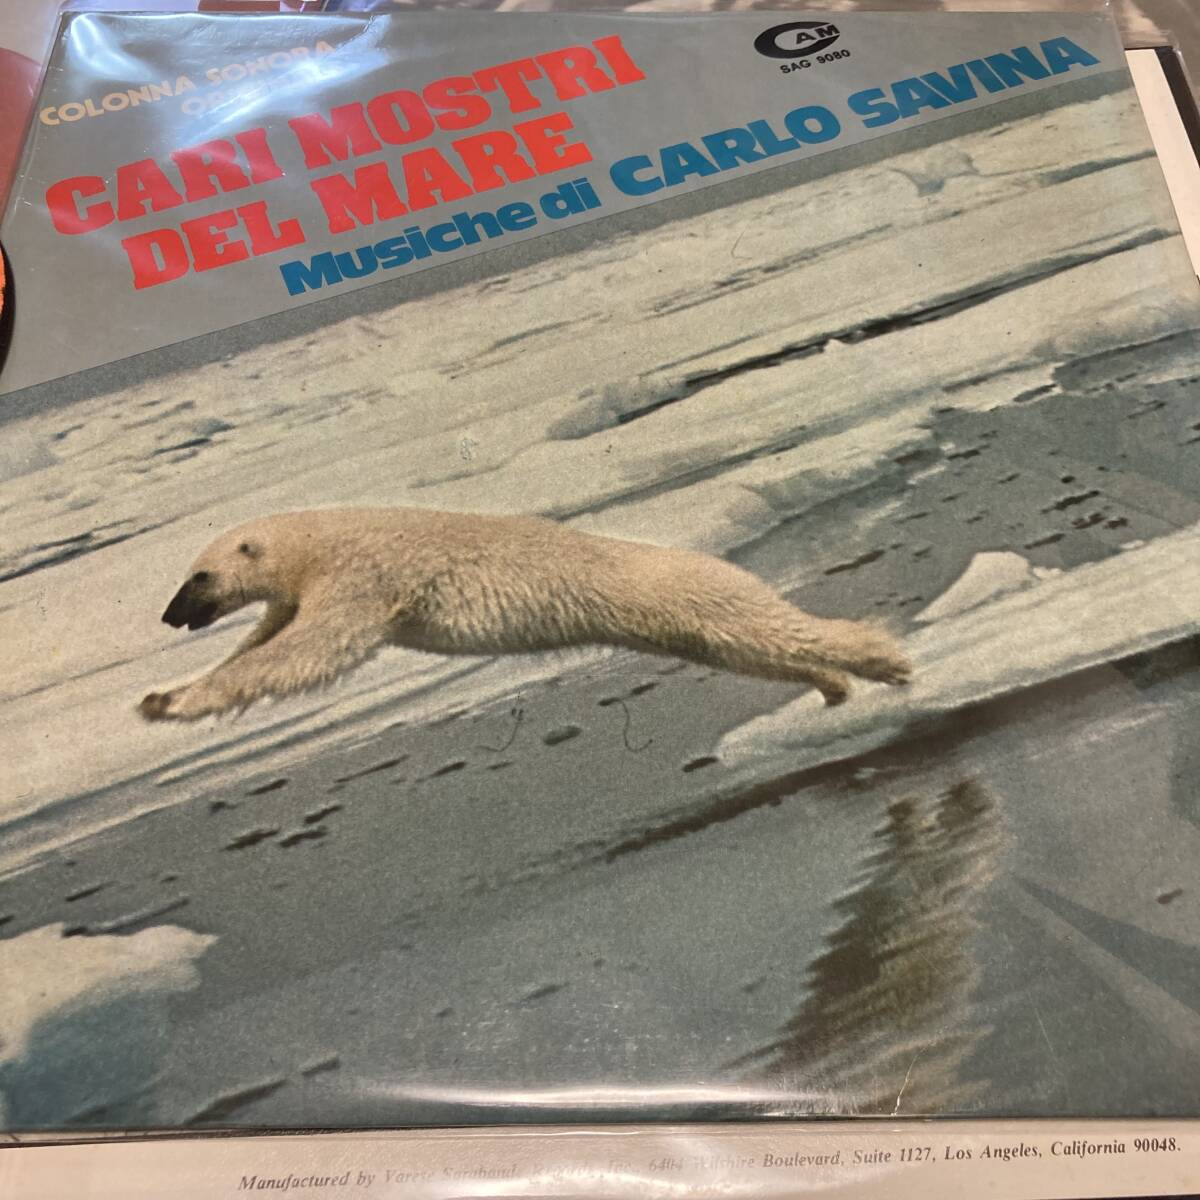 COLONNA SONORA
CARI MOSTRI
DEL MARE
Musiche di CARLO SAVINA
CAM
SAG 9080
Manufactured by Varese Sarabande Records, Inc., 6404 Wilshire Boulevard, Suite 1127, Los Angeles, California 90048.